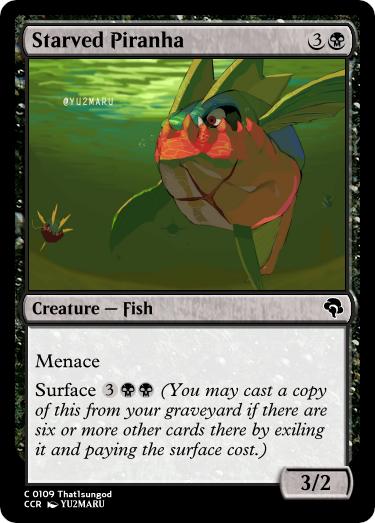 Starved Piranha 3
@YU2MARU
Creature — Fish
Menace
Surface 3 (You may cast a copy
of this from your graveyard if there are
six or more other cards there by exiling
it and paying the surface cost.)
3/2
C 0109 That1sungod
CCR YU2MARU